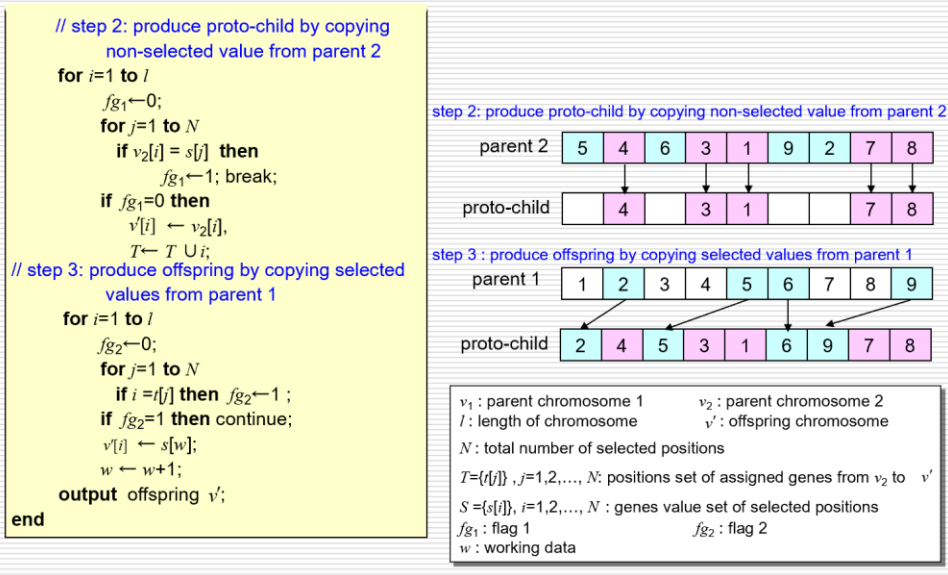 // step 2: produce proto-child by copying
non-selected value from parent 2
for i=1 to l
fg₁←0;
for j=1 to N
if v₂[i] = s[j] then
fg₁←1; break;
if fg₁=0 then
v'[i] ← v₂[i],
T← T ∪ i;
// step 3: produce offspring by copying selected
values from parent 1
for i=1 to l
fg₂←0;
for j=1 to N
if i =t[j] then fg₂←1 ;
if fg₂=1 then continue;
v'[i] ← s[w];
w ← w+1;
output offspring v';
end
step 2: produce proto-child by copying non-selected value from parent 2
parent 2 5 4 6 3 1 9 2 7 8
proto-child 4 3 1 7 8
step 3 : produce offspring by copying selected values from parent 1
parent 1 1 2 3 4 5 6 7 8 9
proto-child 2 4 5 3 1 6 9 7 8
v₁ : parent chromosome 1 v₂ : parent chromosome 2
l : length of chromosome v' : offspring chromosome
N : total number of selected positions
T={t[j]} , j=1,2,…, N: positions set of assigned genes from v₂ to v'
S ={s[i]}, i=1,2,…, N : genes value set of selected positions
fg₁ : flag 1 fg₂ : flag 2
w : working data